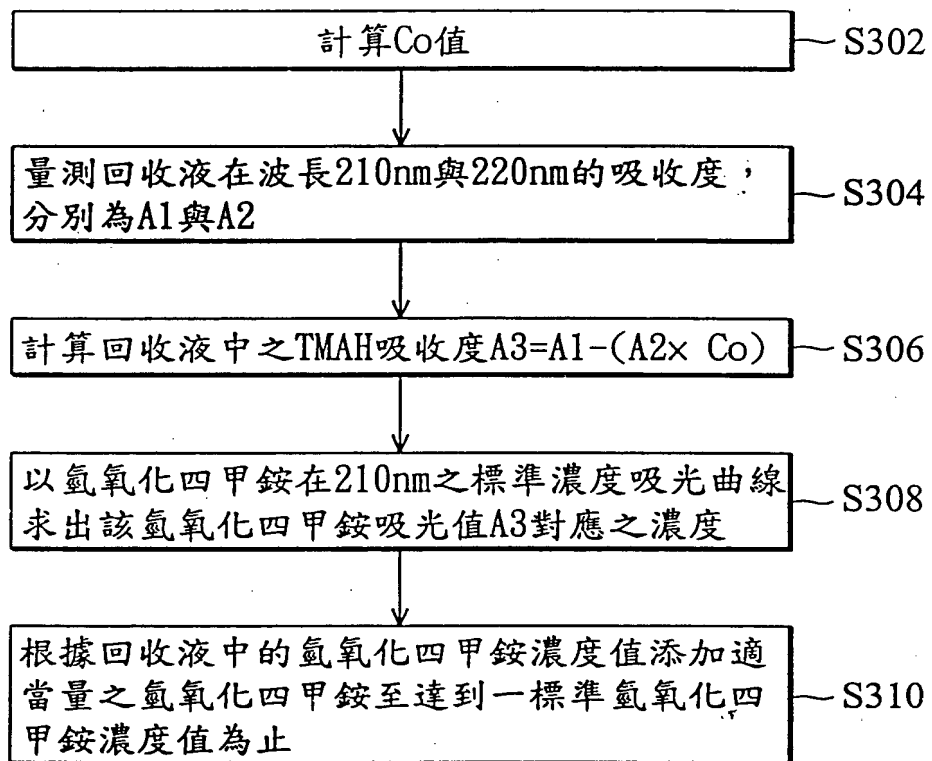 計算Co值
S302
量測回收液在波長210nm與220nm的吸收度，
分別為A1與A2
S304
計算回收液中之TMAH吸收度A3=A1-(A2× Co)
S306
以氫氧化四甲銨在210nm之標準濃度吸光曲線
求出該氫氧化四甲銨吸光值A3對應之濃度
S308
根據回收液中的氫氧化四甲銨濃度值添加適
當量之氫氧化四甲銨至達到一標準氫氧化四
甲銨濃度值為止
S310